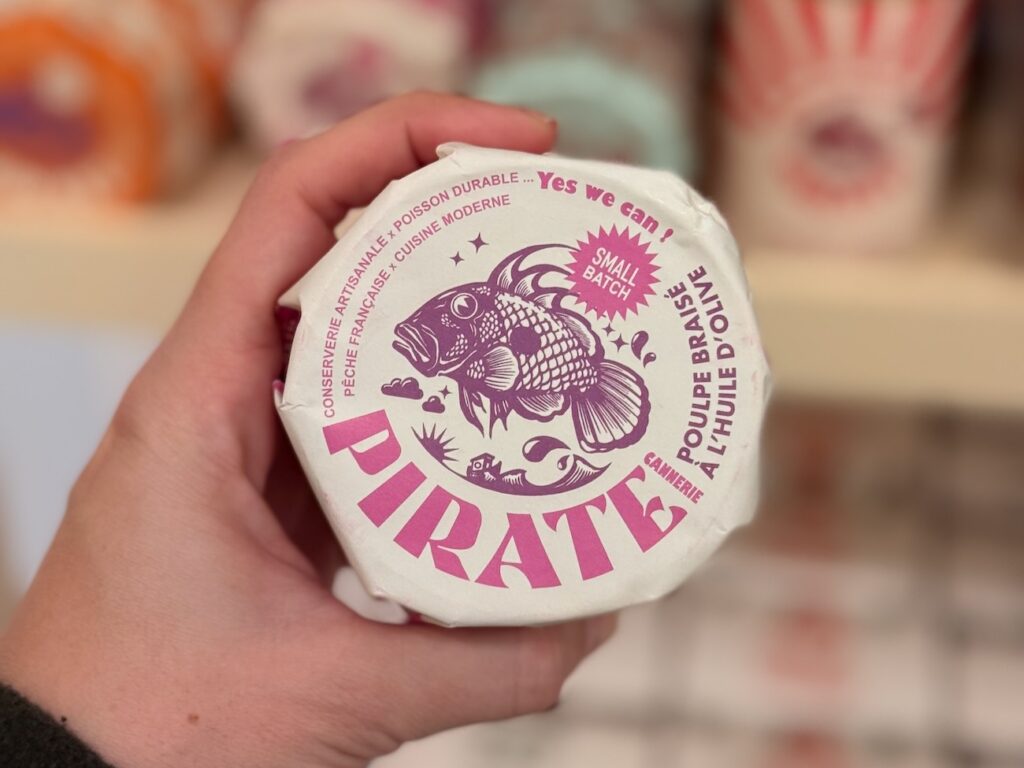 CONSERVERIE ARTISANALE x POISSON DURABLE ... Yes we can !
PÊCHE FRANÇAISE x CUISINE MODERNE
SMALL
BATCH
POULPE BRAISÉ
À L'HUILE D'OLIVE
PIRATE
CANNERIE